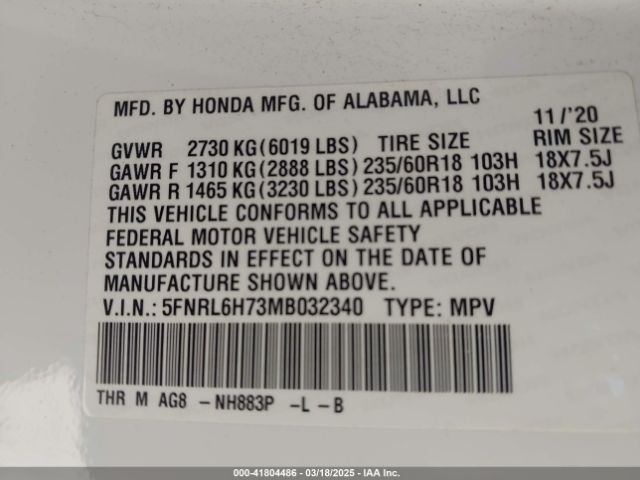 MFD. BY HONDA MFG. OF ALABAMA, LLC
11/'20
GVWR 2730 KG(6019 LBS) TIRE SIZE RIM SIZE
GAWR F 1310 KG(2888 LBS) 235/60R18 103H 18X7.5J
GAWR R 1465 KG(3230 LBS) 235/60R18 103H 18X7.5J
THIS VEHICLE CONFORMS TO ALL APPLICABLE
FEDERAL MOTOR VEHICLE SAFETY
STANDARDS IN EFFECT ON THE DATE OF
MANUFACTURE SHOWN ABOVE.
V.I.N.: 5FNRL6H73MB032340 TYPE: MPV
THR M AG8 -NH883P -L -B
#: 41804486 - 03/18/2025 - IAAI/Partners